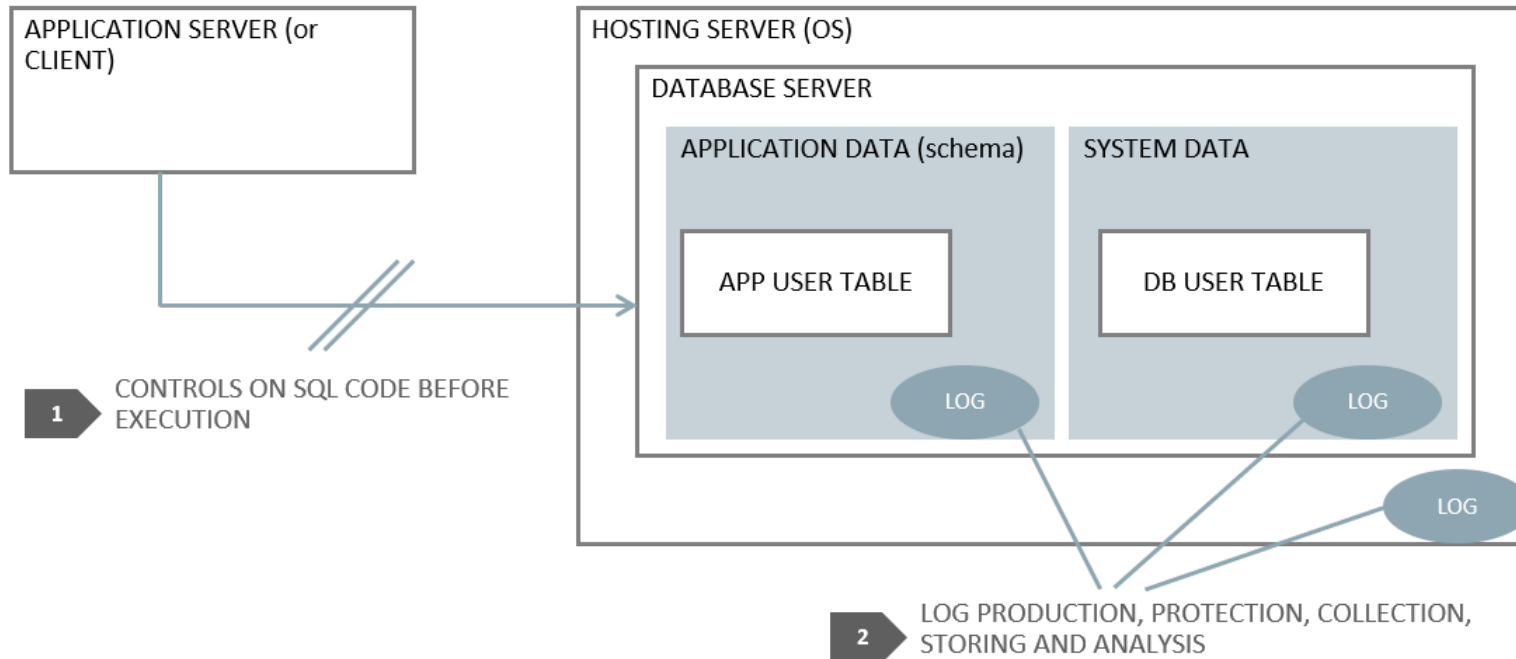 APPLICATION SERVER (or
CLIENT)
HOSTING SERVER (OS)
DATABASE SERVER
APPLICATION DATA (schema)
SYSTEM DATA
APP USER TABLE
DB USER TABLE
LOG
LOG
LOG
1
CONTROLS ON SQL CODE BEFORE
EXECUTION
2
LOG PRODUCTION, PROTECTION, COLLECTION,
STORING AND ANALYSIS